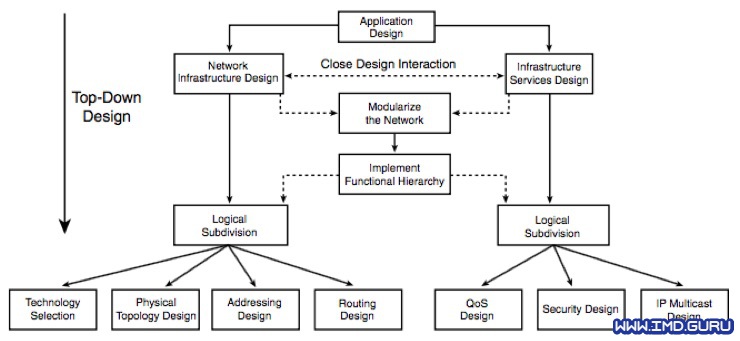 Application
Design
Network
Infrastructure Design
Close Design Interaction
Infrastructure
Services Design
Top-Down
Design
Modularize
the Network
Implement
Functional Hierarchy
Logical
Subdivision
Logical
Subdivision
Technology
Selection
Physical
Topology Design
Addressing
Design
Routing
Design
QoS
Design
Security Design
IP Multicast
Design
WWW.IMD.GURU